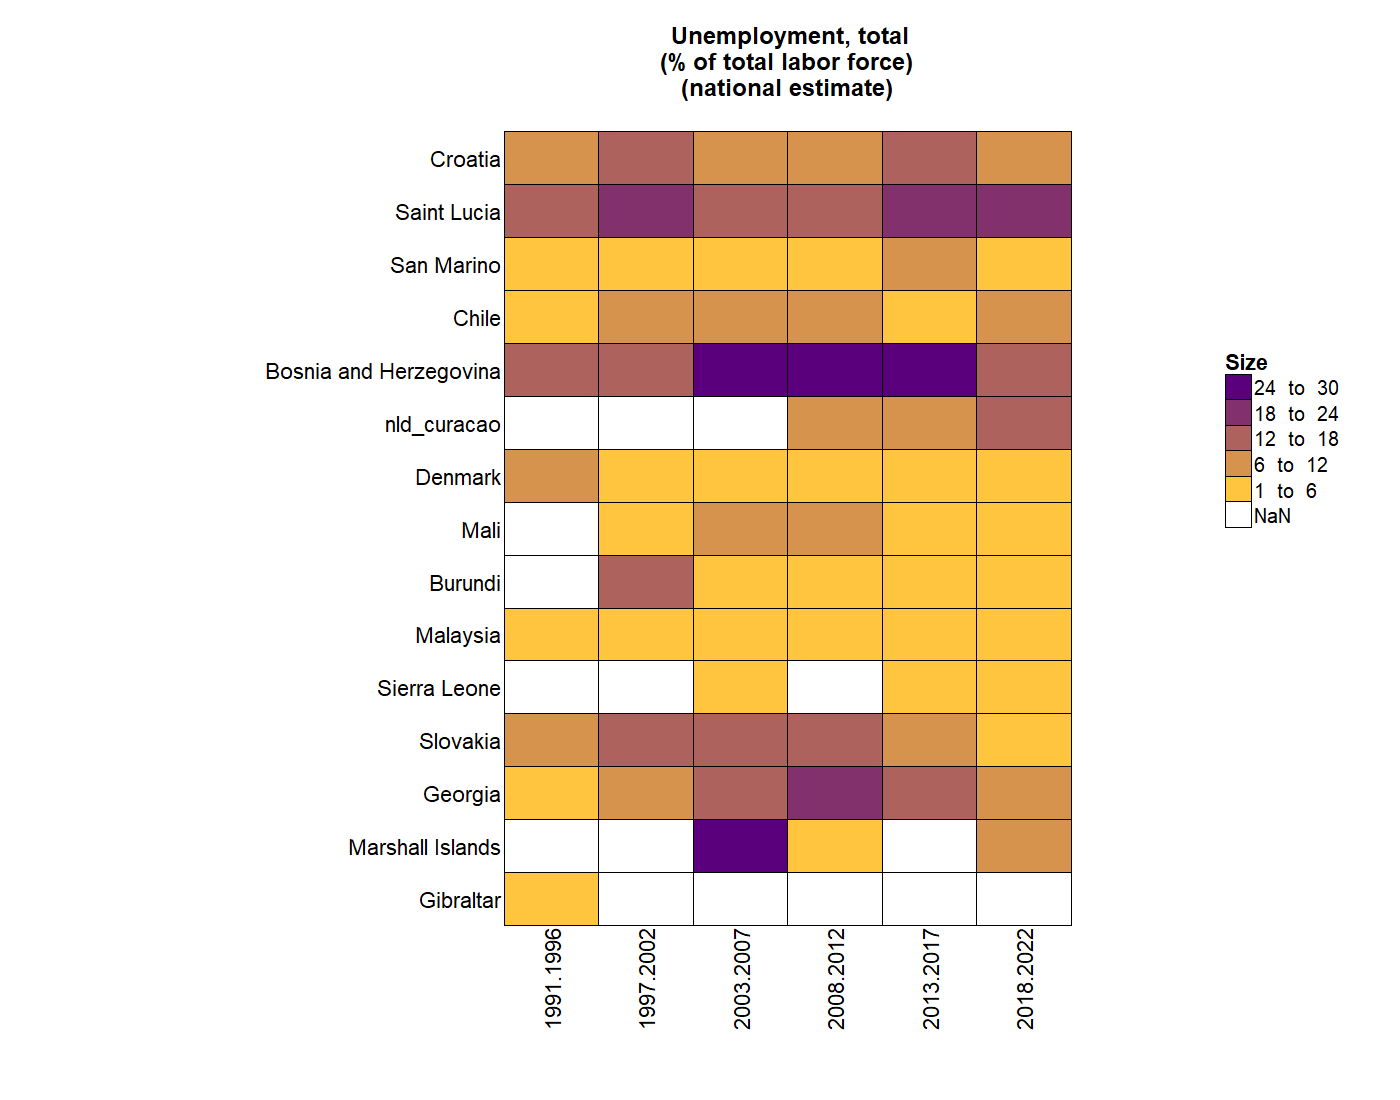 Unemployment, total
(% of total labor force)
(national estimate)
Croatia
Saint Lucia
San Marino
Chile
Bosnia and Herzegovina
nld_curacao
Denmark
Mali
Burundi
Malaysia
Sierra Leone
Slovakia
Georgia
Marshall Islands
Gibraltar
1991.1996
1997.2002
2003.2007
2008.2012
2013.2017
2018.2022
Size
24 to 30
18 to 24
12 to 18
6 to 12
1 to 6
NaN